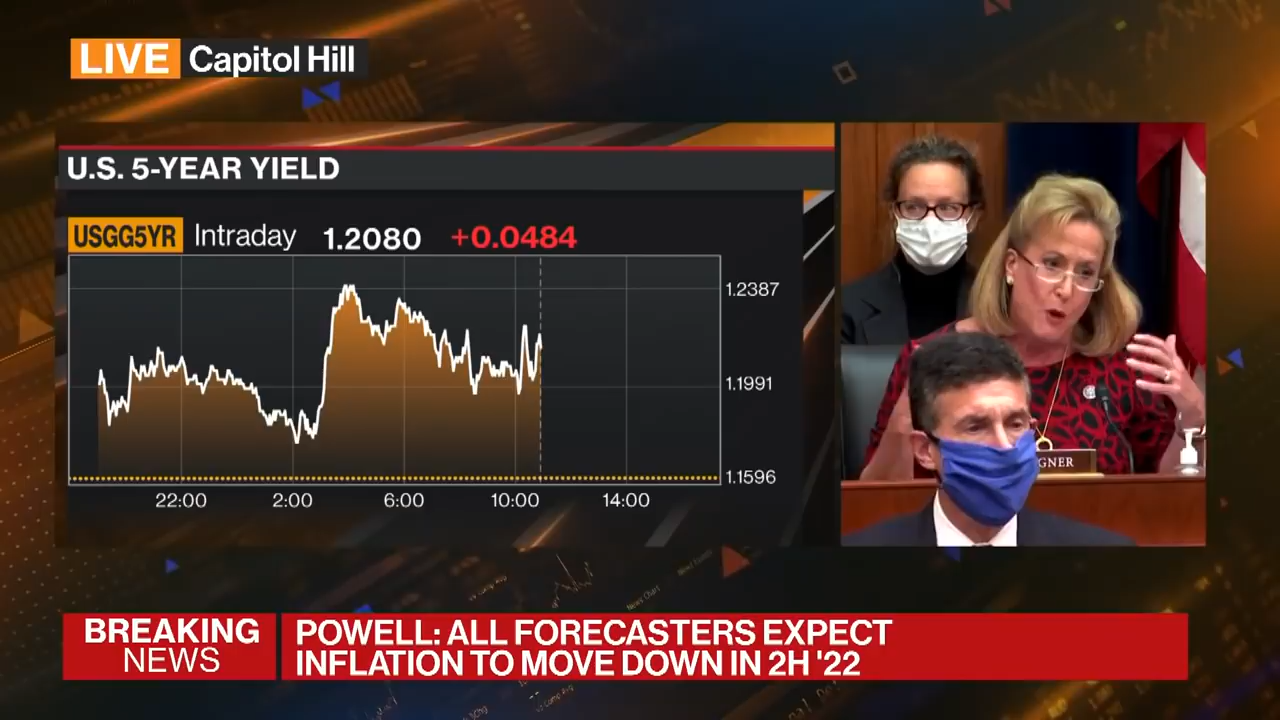 LIVE Capitol Hill
U.S. 5-YEAR YIELD
USGG5YR Intraday 1.2080 +0.0484
1.2387
1.1991
1.1596
22:00 2:00 6:00 10:00 14:00
GNER
BREAKING
NEWS
POWELL: ALL FORECASTERS EXPECT
INFLATION TO MOVE DOWN IN 2H '22